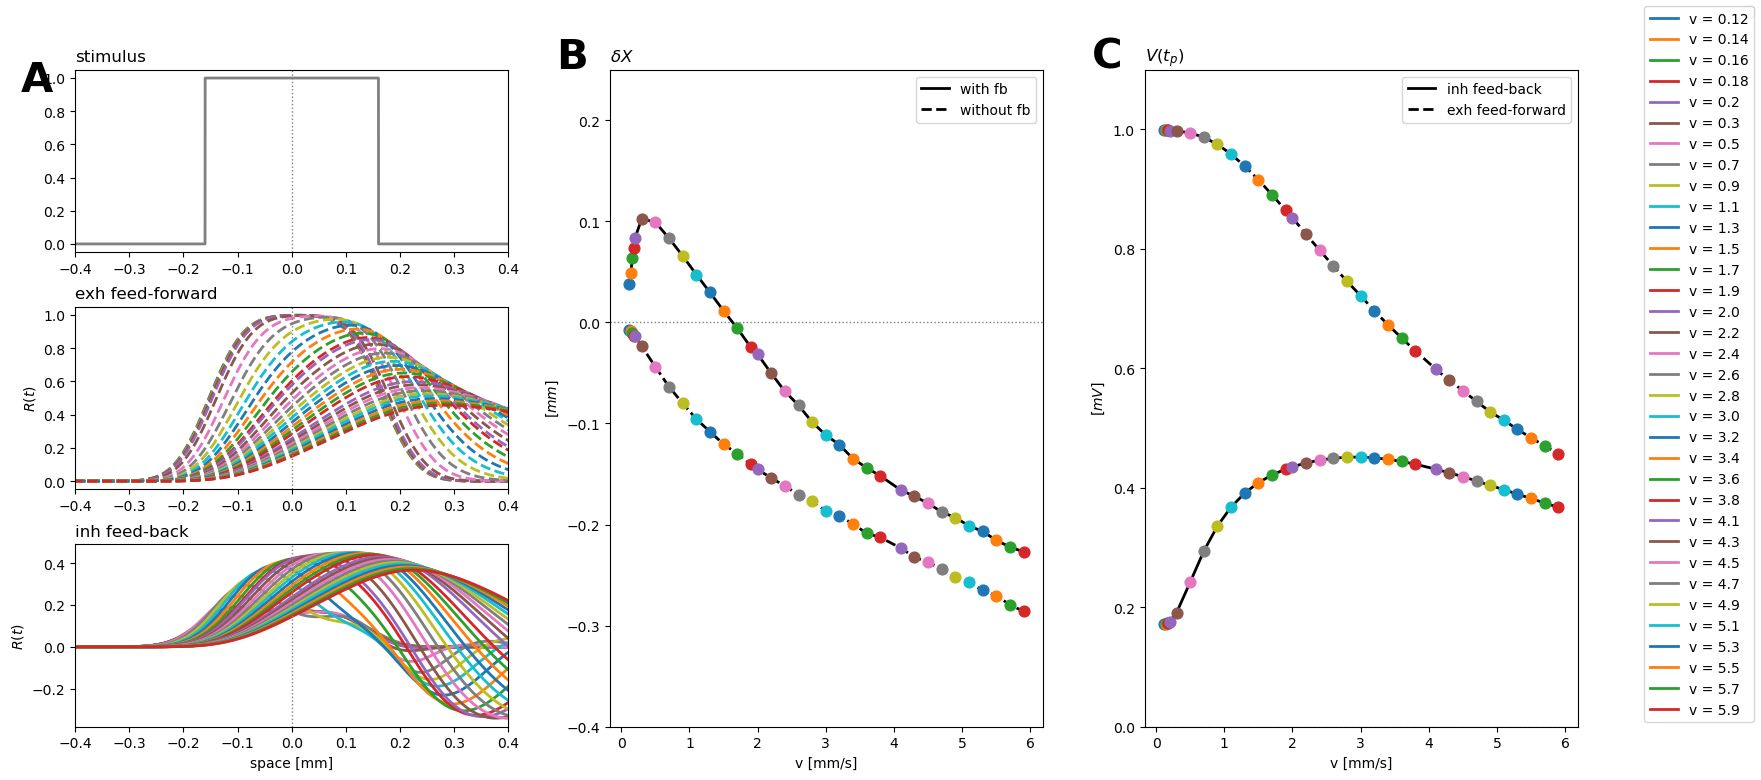 A
stimulus
1.0
0.8
0.6
0.4
0.2
0.0
−0.4 −0.3 −0.2 −0.1 0.0 0.1 0.2 0.3 0.4
exh feed-forward
1.0
0.8
0.6
0.4
0.2
0.0
R(t)
−0.4 −0.3 −0.2 −0.1 0.0 0.1 0.2 0.3 0.4
inh feed-back
0.4
0.2
0.0
−0.2
R(t)
−0.4 −0.3 −0.2 −0.1 0.0 0.1 0.2 0.3 0.4
space [mm]
B
δX
with fb
without fb
0.2
0.1
0.0
−0.1
−0.2
−0.3
−0.4
[mm]
0 1 2 3 4 5 6
v [mm/s]
C
V(t_p)
inh feed-back
exh feed-forward
1.0
0.8
0.6
0.4
0.2
0.0
[mV]
0 1 2 3 4 5 6
v [mm/s]
v = 0.12
v = 0.14
v = 0.16
v = 0.18
v = 0.2
v = 0.3
v = 0.5
v = 0.7
v = 0.9
v = 1.1
v = 1.3
v = 1.5
v = 1.7
v = 1.9
v = 2.0
v = 2.2
v = 2.4
v = 2.6
v = 2.8
v = 3.0
v = 3.2
v = 3.4
v = 3.6
v = 3.8
v = 4.1
v = 4.3
v = 4.5
v = 4.7
v = 4.9
v = 5.1
v = 5.3
v = 5.5
v = 5.7
v = 5.9